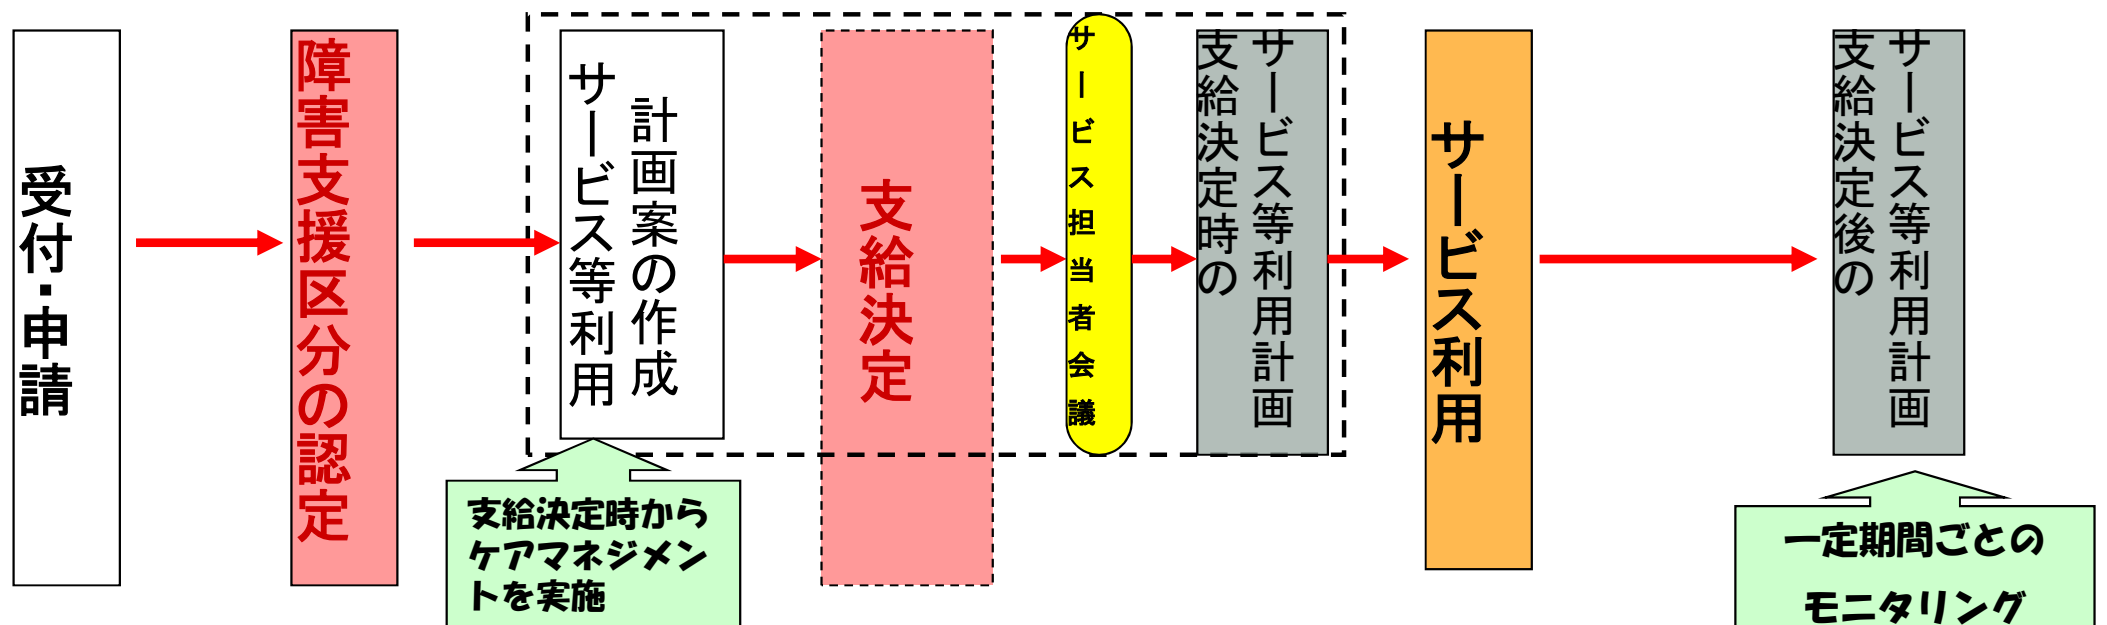 受付・申請
障害支援区分の認定
サービス等利用
計画案の作成
支給決定時から
ケアマネジメン
トを実施
支給決定
サービス担当者会議
支給決定時の
サービス等利用計画
サービス利用
支給決定後の
サービス等利用計画
一定期間ごとの
モニタリング